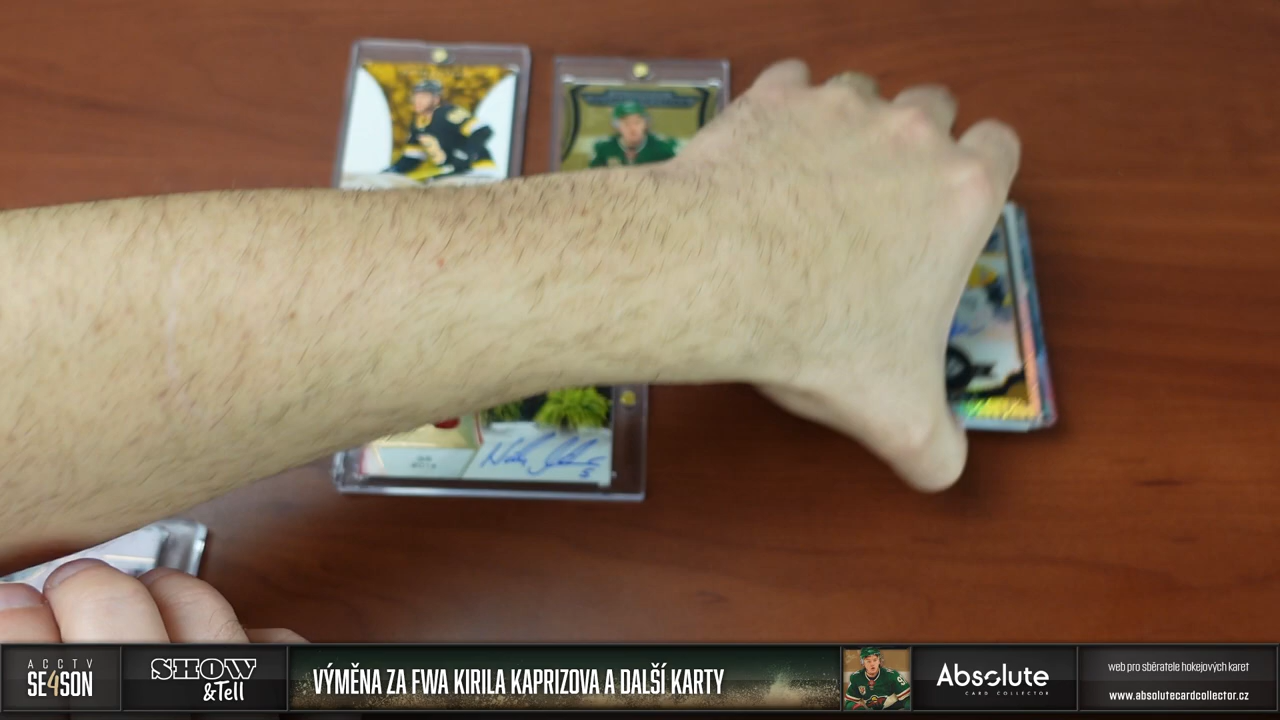 ACCTV
SE4SON
SHOW
&Tell
VÝMĚNA ZA FWA KIRILA KAPRIZOVA A DALŠÍ KARTY
Absolute
CARD COLLECTOR
web pro sběratele hokejových karet
www.absolutecardcollector.cz